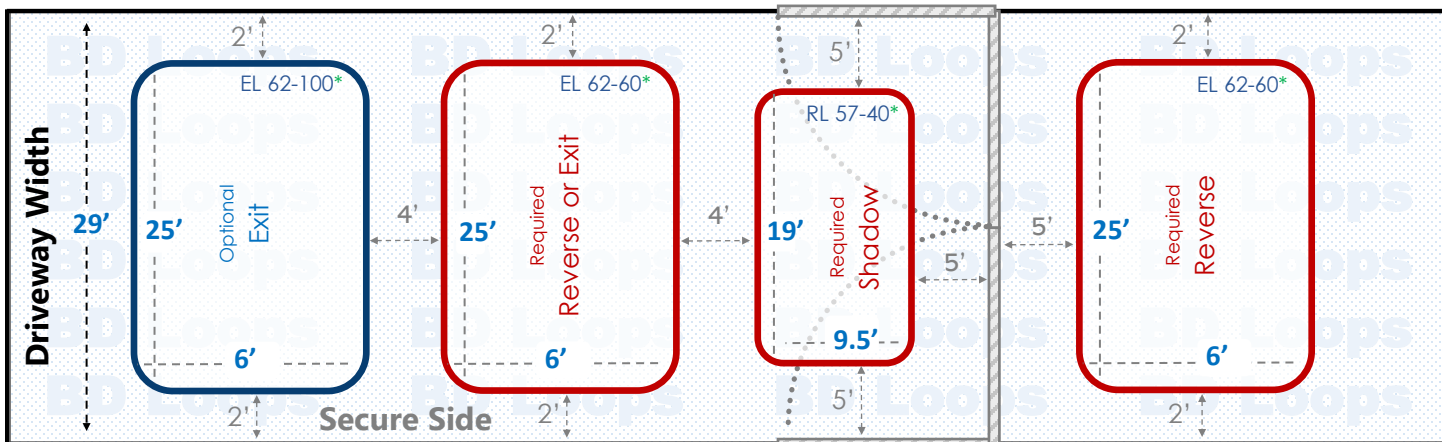 Driveway Width
29’
2’
EL 62-100*
25’
Optional
Exit
6’
2’
4’
2’
EL 62-60*
25’
Required
Reverse or Exit
6’
2’
4’
5’
RL 57-40*
19’
Required
Shadow
9.5’
5’
5’
5’
2’
EL 62-60*
25’
Required
Reverse
6’
2’
Secure Side
BD Loops